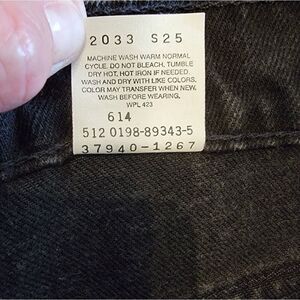 2033 S25
MACHINE WASH WARM NORMAL
CYCLE. DO NOT BLEACH. TUMBLE
DRY HOT. HOT IRON IF NEEDED.
WASH AND DRY WITH LIKE COLORS.
COLOR MAY TRANSFER WHEN NEW.
WASH BEFORE WEARING.
WPL 423
614
512 0198-89343-5
37940-1267